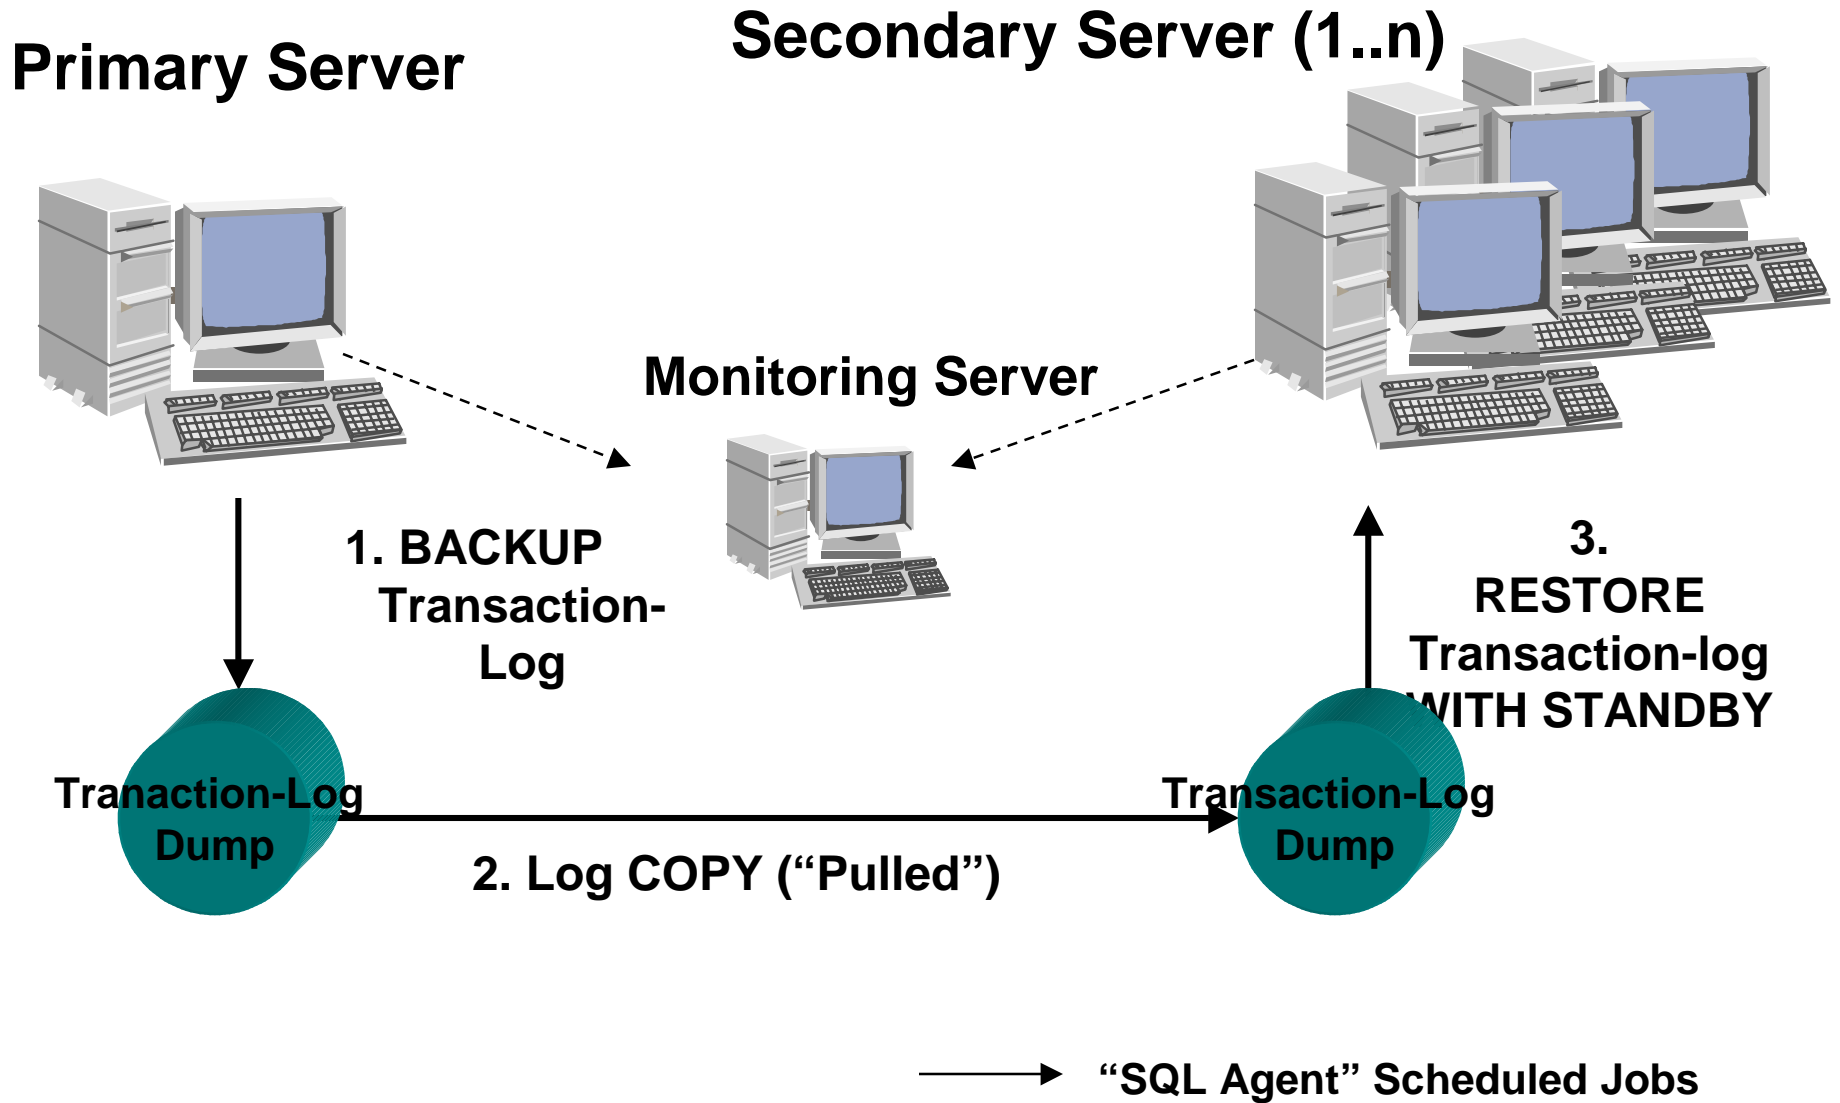 Primary Server
Secondary Server (1..n)
Monitoring Server
1. BACKUP
Transaction-
Log
3.
RESTORE
Transaction-log
WITH STANDBY
Tranaction-Log
Dump
Transaction-Log
Dump
2. Log COPY (“Pulled”)
“SQL Agent” Scheduled Jobs